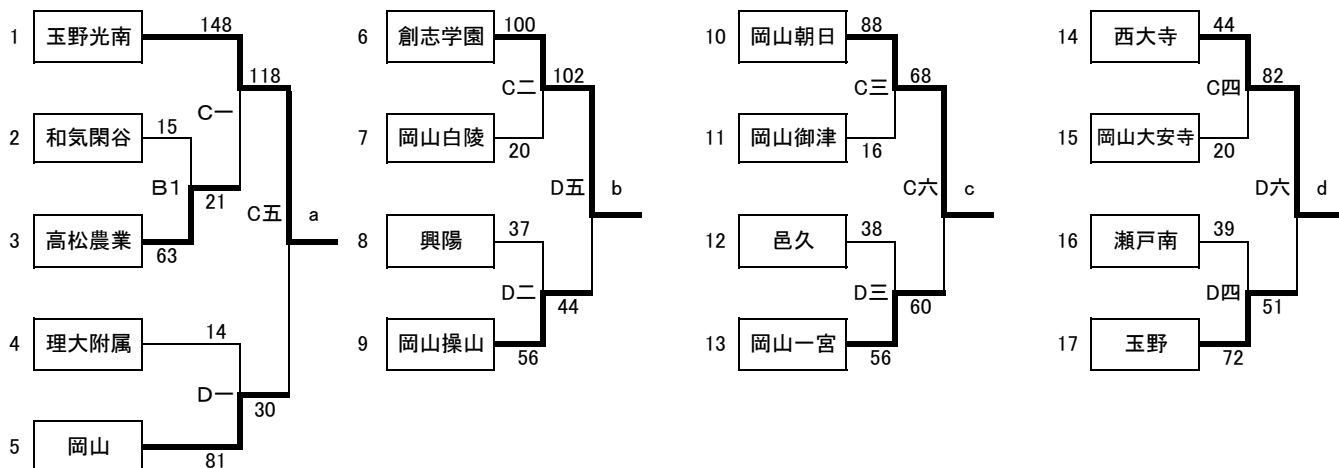 148 100 88 44
1 玉野光南 6 創志学園 10 岡山朝日 14 西大寺
118 102 68 82
C一 C二 C三 C四
2 和気閑谷 15 7 岡山白陵 20 11 岡山御津 16 15 岡山大安寺 20
B1 21 C五 a D五 b C六 c D六 d
3 高松農業 63 8 興陽 37 12 邑久 38 16 瀬戸南 39
D二 44 D三 60 D四 51
4 理大附属 14 9 岡山操山 56 13 岡山一宮 56 17 玉野 72
D一 30
5 岡山 81